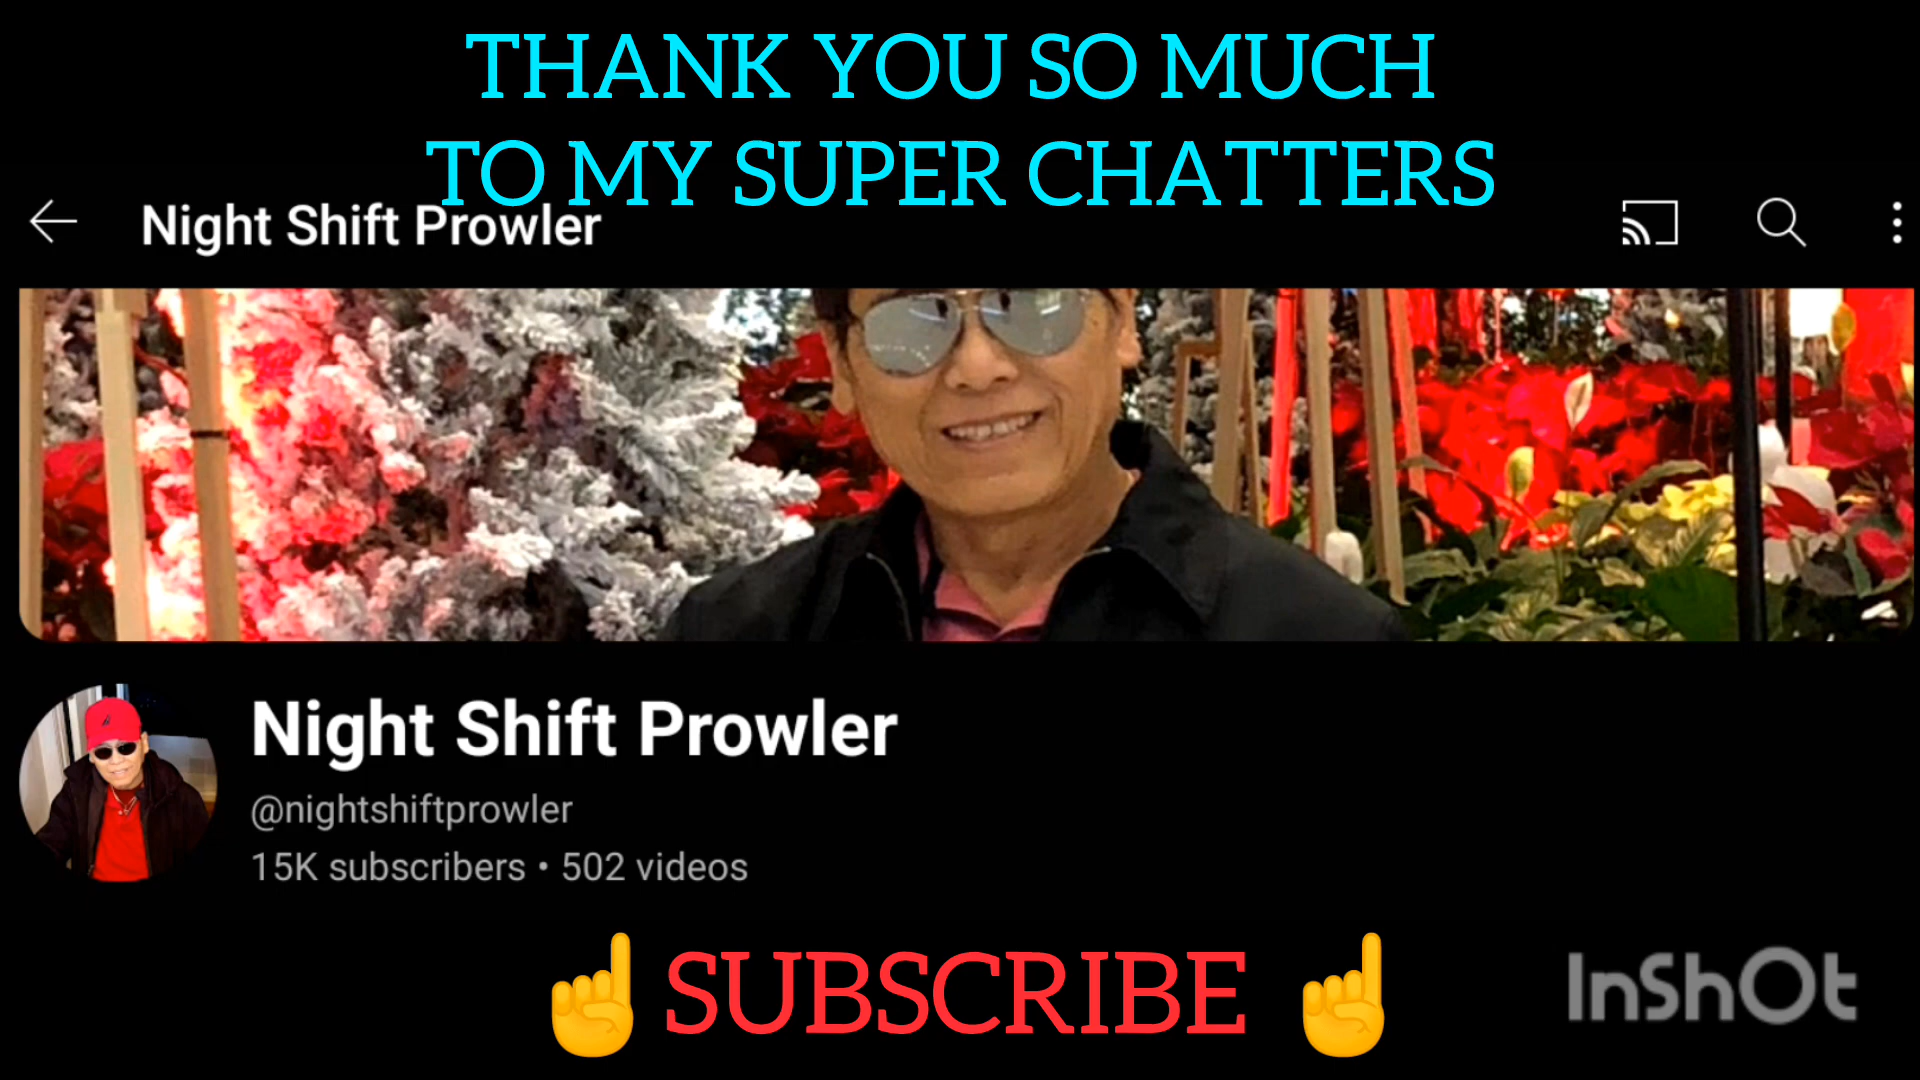 THANK YOU SO MUCH
TO MY SUPER CHATTERS
Night Shift Prowler
Night Shift Prowler
@nightshiftprowler
15K subscribers • 502 videos
☝SUBSCRIBE ☝
InShOt